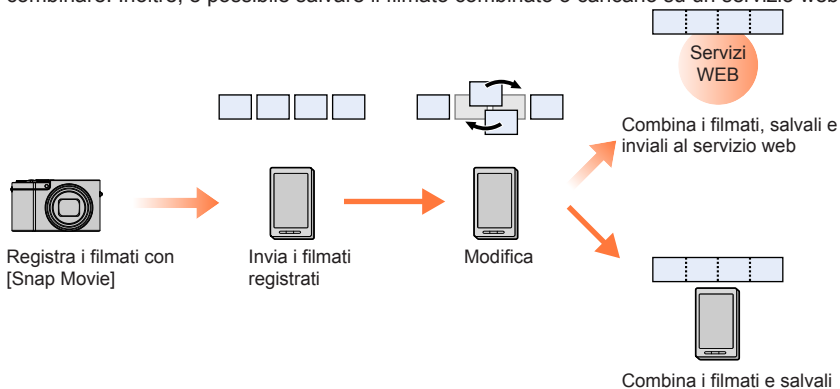 combinare. Inoltre, è possibile salvare il filmato combinato o caricarlo su un servizio web
Servizi
WEB
Combina i filmati, salvali e
inviali al servizio web
Registra i filmati con
[Snap Movie]
Invia i filmati
registrati
Modifica
Combina i filmati e salvali